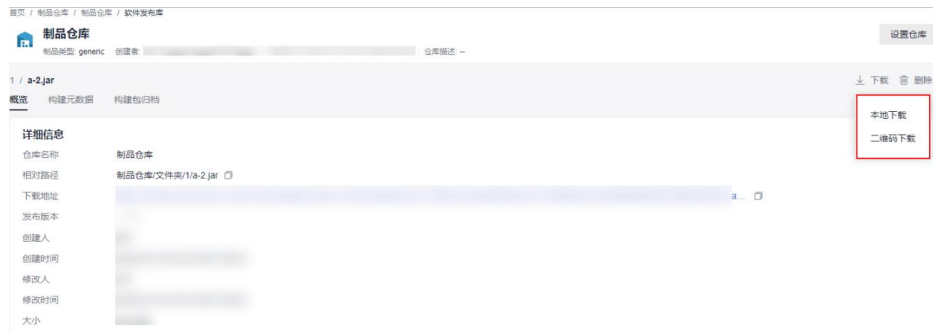 首页 / 制品仓库 / 制品仓库 / 软件发布库
制品仓库
设置仓库
制品类型 generic 创建者 仓库描述 --
1 / a-2.jar
下载 删除
概览 构建元数据 构建包归档
本地下载
二维码下载
详细信息
仓库名称 制品仓库
相对路径 制品仓库/文件夹/1/a-2.jar
下载地址 a...
发布版本
创建人
创建时间
修改人
修改时间
大小